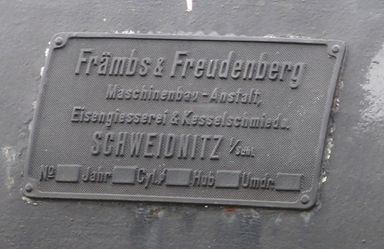 Främbs & Freudenberg
Maschinenbau-Anstalt,
Eisengiesserei & Kesselschmiede.
SCHWEIDNITZ i/Schl.
No Jahr Cyl. Hub Umdr.